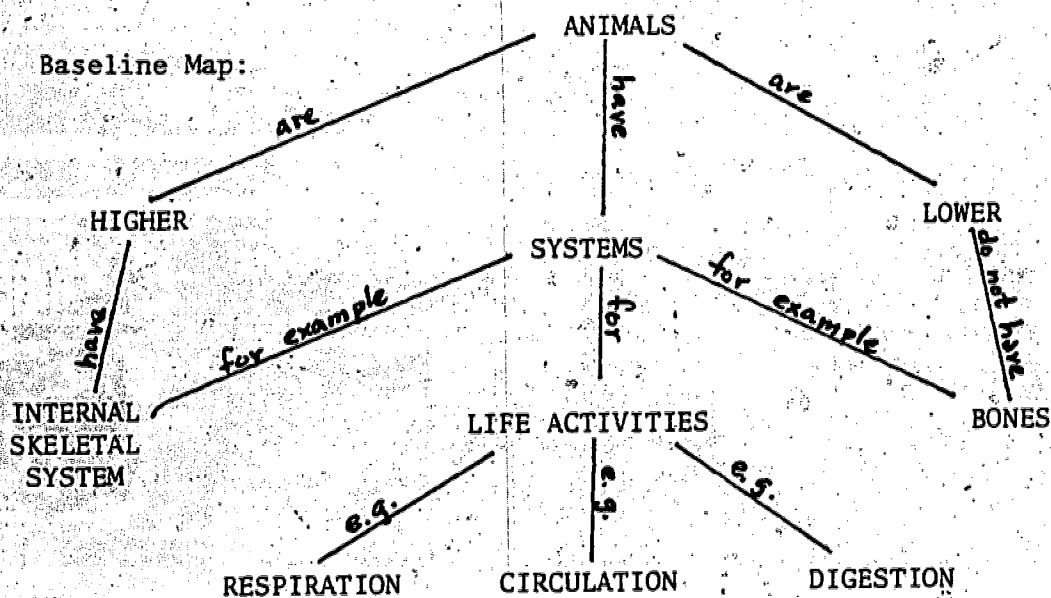 ANIMALS
Baseline Map:
are
have
are
HIGHER
LOWER
SYSTEMS
have
for example
for
for example
do not have
INTERNAL
SKELETAL
SYSTEM
LIFE ACTIVITIES
BONES
e.g.
e.g.
e.g.
RESPIRATION
CIRCULATION
DIGESTION